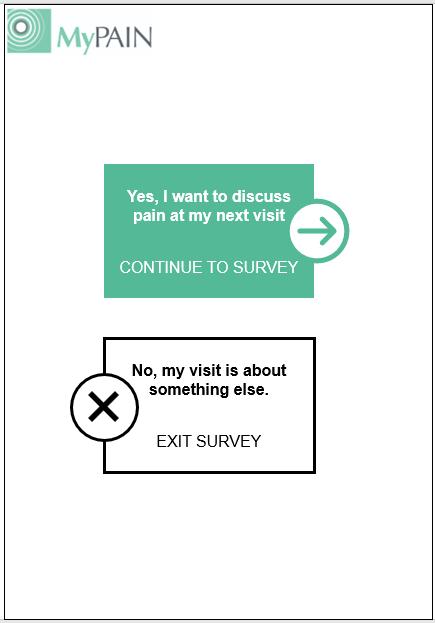 MyPAIN
Yes, I want to discuss
pain at my next visit
CONTINUE TO SURVEY
No, my visit is about
something else.
EXIT SURVEY